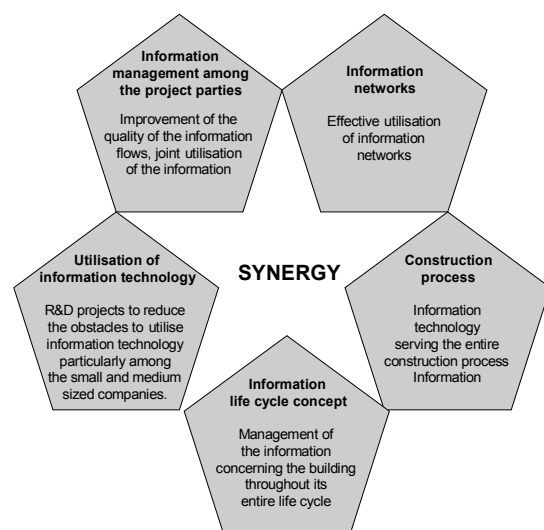 Information
management among
the project parties
Improvement of the
quality of the information
flows, joint utilisation
of the information
Information
networks
Effective utilisation
of information
networks
Utilisation of
information technology
R&D projects to reduce
the obstacles to utilise
information technology
particularly among
the small and medium
sized companies.
SYNERGY
Construction
process
Information
technology
serving the entire
construction process
Information
Information
life cycle concept
Management of
the information
concerning the building
throughout its
entire life cycle